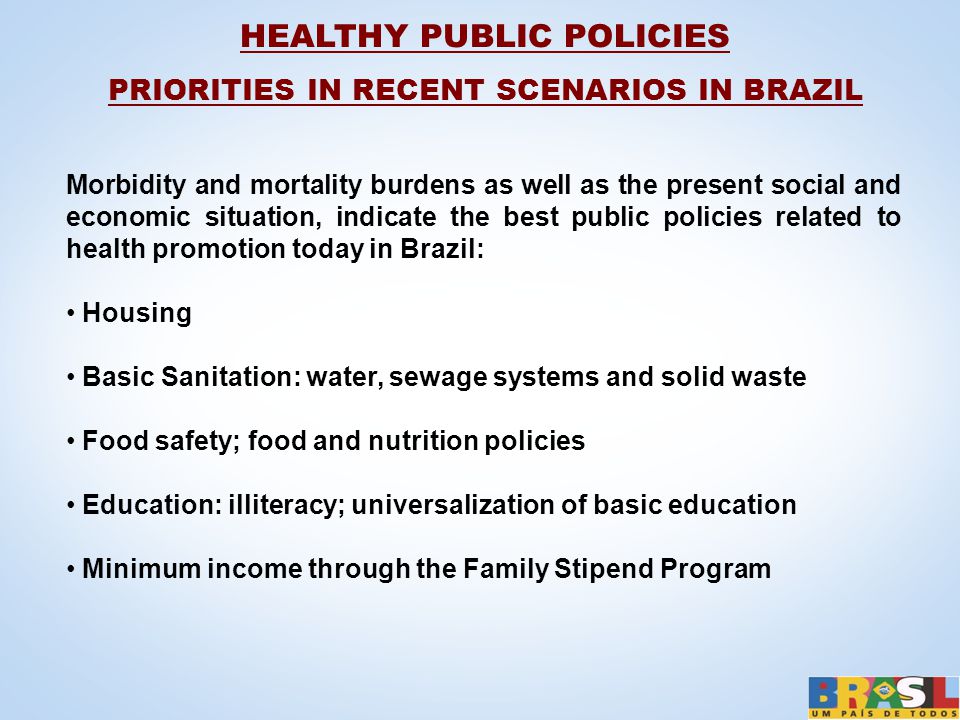 HEALTHY PUBLIC POLICIES
PRIORITIES IN RECENT SCENARIOS IN BRAZIL
Morbidity and mortality burdens as well as the present social and
economic situation, indicate the best public policies related to
health promotion today in Brazil:
• Housing
• Basic Sanitation: water, sewage systems and solid waste
• Food safety; food and nutrition policies
• Education: illiteracy; universalization of basic education
• Minimum income through the Family Stipend Program
BRASIL
UM PAÍS DE TODOS